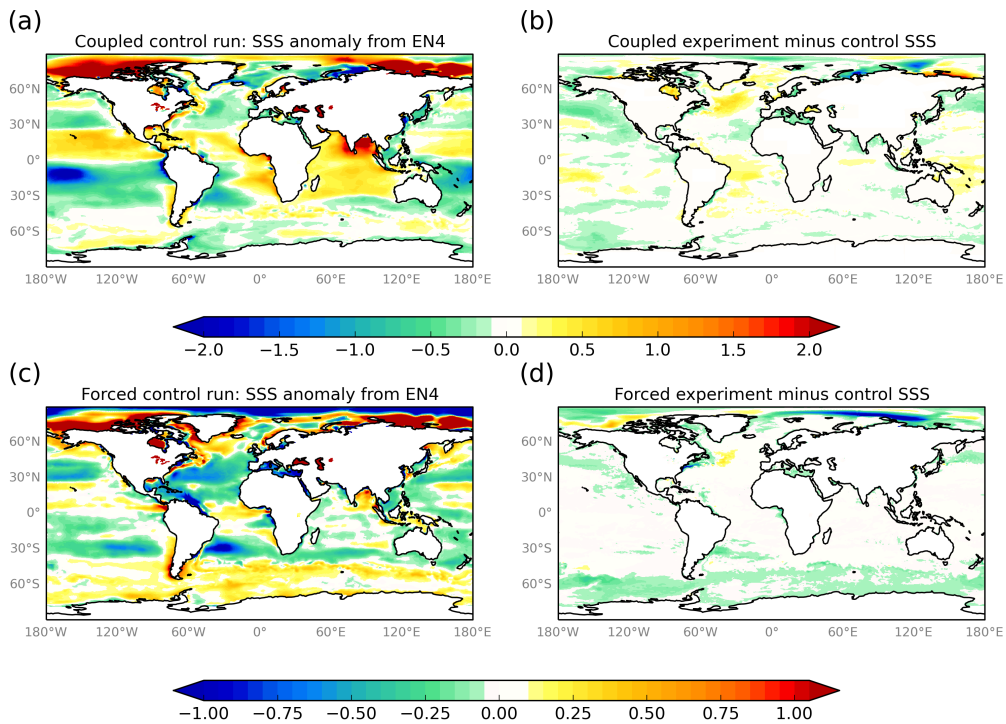 (a)
Coupled control run: SSS anomaly from EN4
60°N
30°N
0°
30°S
60°S
180°W 120°W 60°W 0° 60°E 120°E 180°E
(b)
Coupled experiment minus control SSS
180°W 120°W 60°W 0° 60°E 120°E 180°E
60°N
30°N
0°
30°S
60°S
−2.0 −1.5 −1.0 −0.5 0.0 0.5 1.0 1.5 2.0
(c)
Forced control run: SSS anomaly from EN4
60°N
30°N
0°
30°S
60°S
180°W 120°W 60°W 0° 60°E 120°E 180°E
(d)
Forced experiment minus control SSS
60°N
30°N
0°
30°S
60°S
180°W 120°W 60°W 0° 60°E 120°E 180°E
−1.00 −0.75 −0.50 −0.25 0.00 0.25 0.50 0.75 1.00